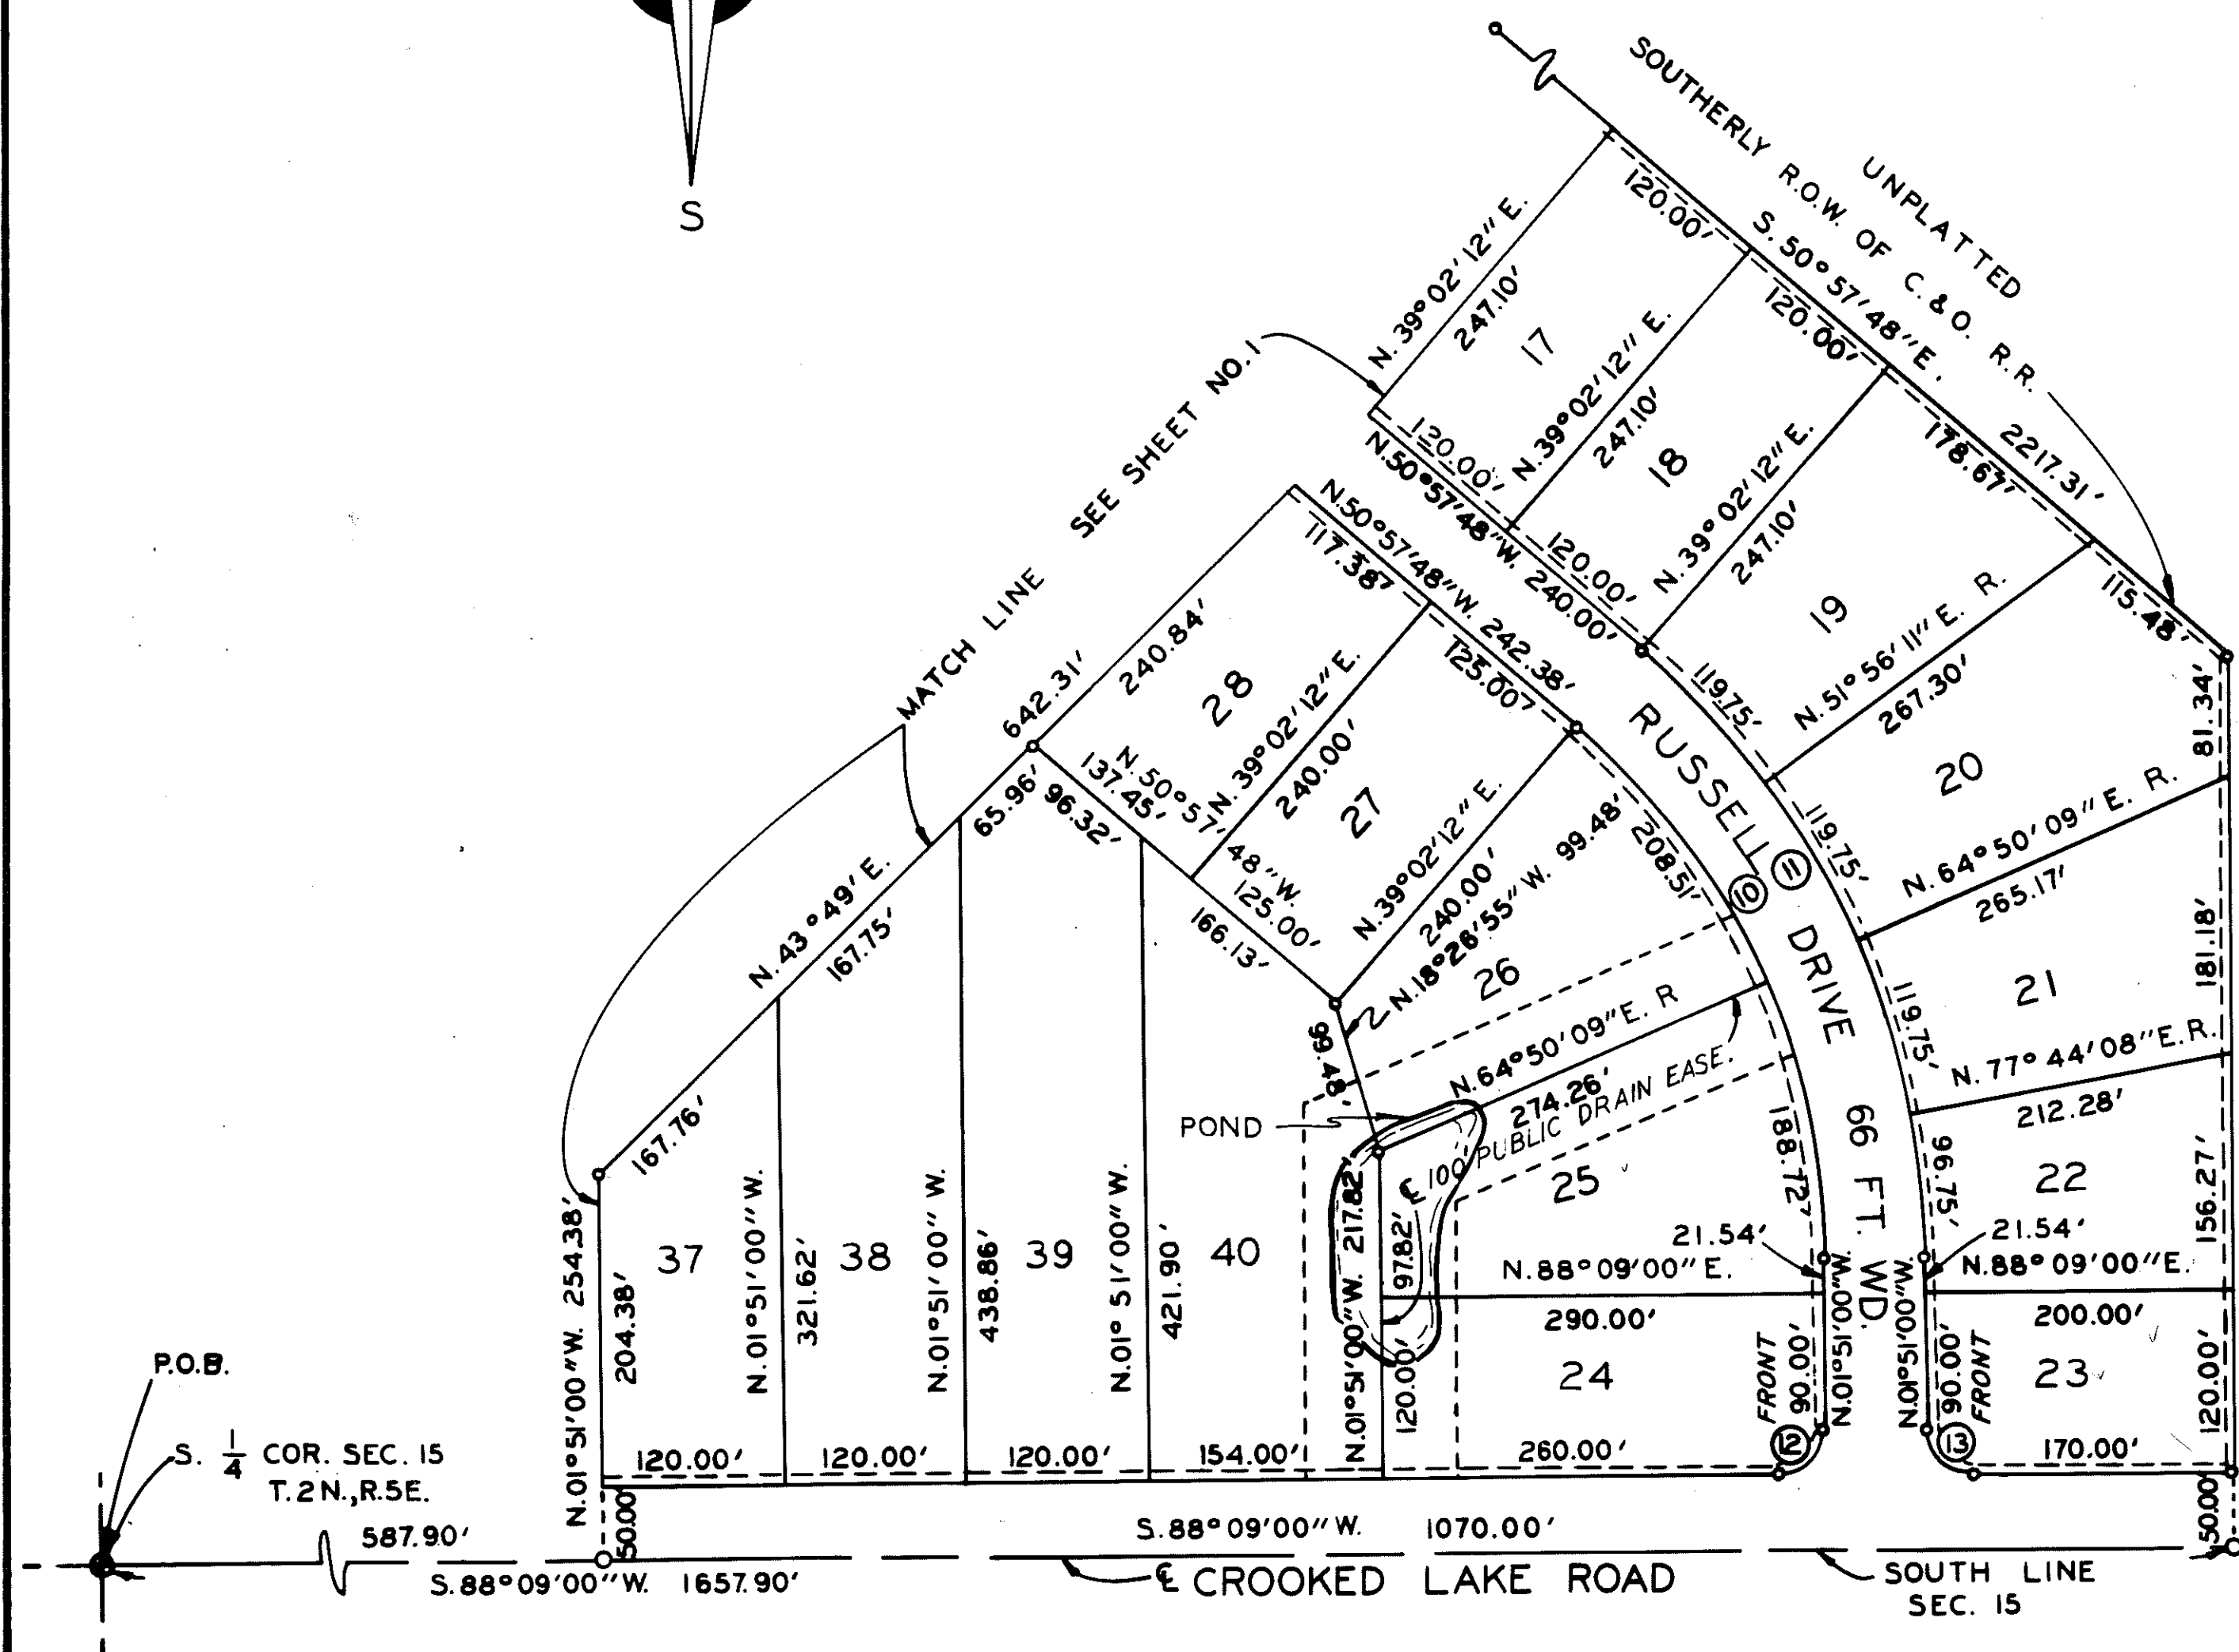 S
SOUTHERLY R.O.W. OF C. & O. R.R.
UNPLATTED
S. 50° 57' 48" E.
2217.31'
120.00'
120.00'
178.67'
115.48'
N. 39° 02' 12" E.
247.10'
17
N. 39° 02' 12" E.
247.10'
18
N. 39° 02' 12" E.
247.10'
19
120.00'
120.00'
N. 50° 57' 48" W. 240.00'
MATCH LINE SEE SHEET NO. 1
N. 50° 57' 48" W. 242.38'
117.38'
125.00'
119.75'
N. 51° 56' 11" E. R.
267.30'
20
81.34'
119.75'
N. 64° 50' 09" E. R.
265.17'
21
181.18'
119.75'
N. 77° 44' 08" E. R.
212.28'
22
156.27'
96.75'
21.54'
N. 88° 09' 00" E.
200.00'
23
120.00'
170.00'
90.00'
FRONT
13
N. 01° 51' 00" W.
50.00'
RUSSELL DRIVE 66 FT. WD.
10
11
642.31'
240.84'
28
N. 50° 57' 48" W.
137.45'
125.00'
N. 39° 02' 12" E.
240.00'
27
N. 39° 02' 12" E.
240.00'
N. 18° 26' 55" W. 99.48'
208.51'
26
65.96'
96.32'
166.13'
99.48'
N. 64° 50' 09" E. R
274.26'
℄ 100' PUBLIC DRAIN EASE.
POND
25
188.72'
21.54'
N. 88° 09' 00" E.
290.00'
24
FRONT
90.00'
N. 01° 51' 00" W.
12
260.00'
N. 01° 51' 00" W. 217.82'
97.82'
120.00'
N. 43° 49' E.
167.75'
167.76'
N. 01° 51' 00" W. 254.38'
204.38'
37
N. 01° 51' 00" W.
321.62'
38
N. 01° 51' 00" W.
438.86'
39
N. 01° 51' 00" W.
421.90'
40
120.00'
120.00'
120.00'
154.00'
50.00'
P.O.B.
S. 1/4 COR. SEC. 15
T. 2 N., R. 5 E.
587.90'
S. 88° 09' 00" W. 1070.00'
S. 88° 09' 00" W. 1657.90'
℄ CROOKED LAKE ROAD
SOUTH LINE
SEC. 15